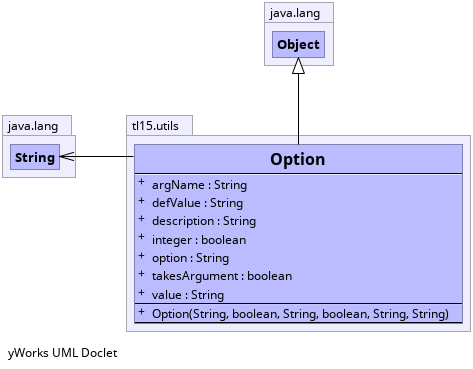 java.lang
Object
java.lang
String
tl15.utils
Option
+ argName : String
+ defValue : String
+ description : String
+ integer : boolean
+ option : String
+ takesArgument : boolean
+ value : String
+ Option(String, boolean, String, boolean, String, String)
yWorks UML Doclet